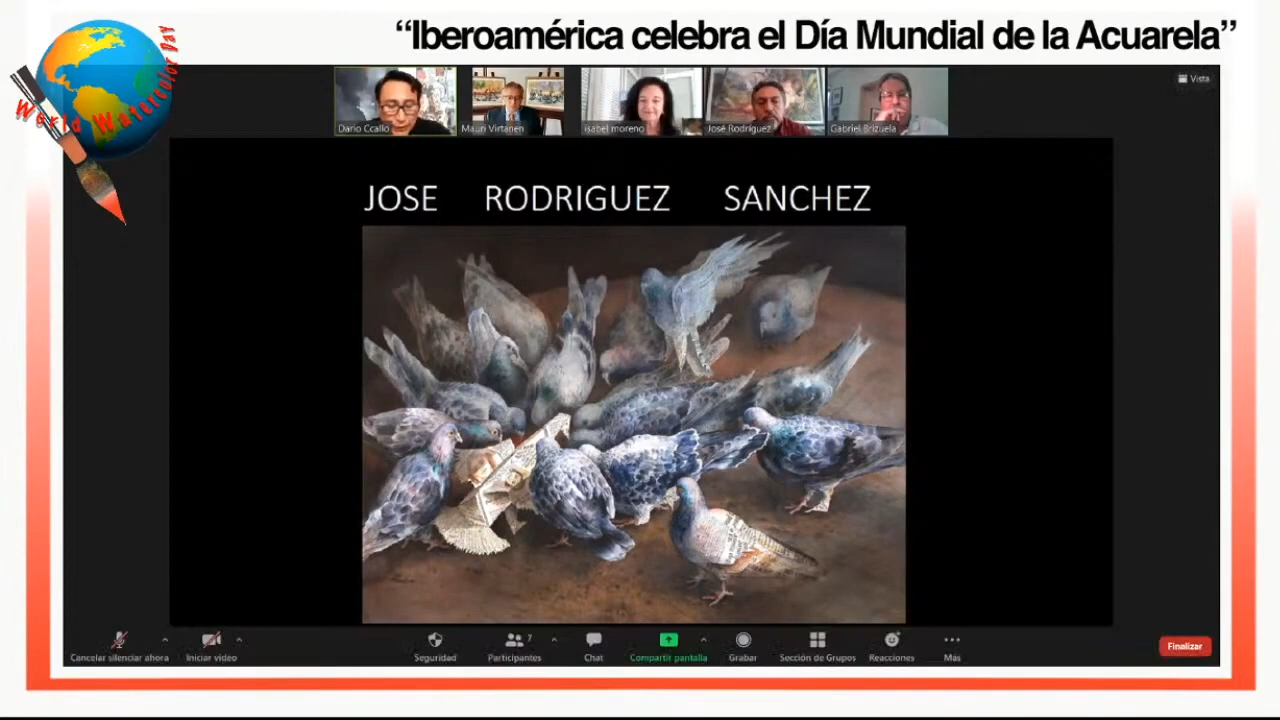 “Iberoamérica celebra el Día Mundial de la Acuarela”
World Watercolor Day
Vista
Dario Ccallo
Mauri Virtanen
isabel moreno
José Rodríguez
Gabriel Brizuela
JOSE RODRIGUEZ SANCHEZ
Cancelar silenciar ahora
Iniciar video
Seguridad
7
Participantes
Chat
Compartir pantalla
Grabar
Sección de Grupos
Reacciones
Más
Finalizar